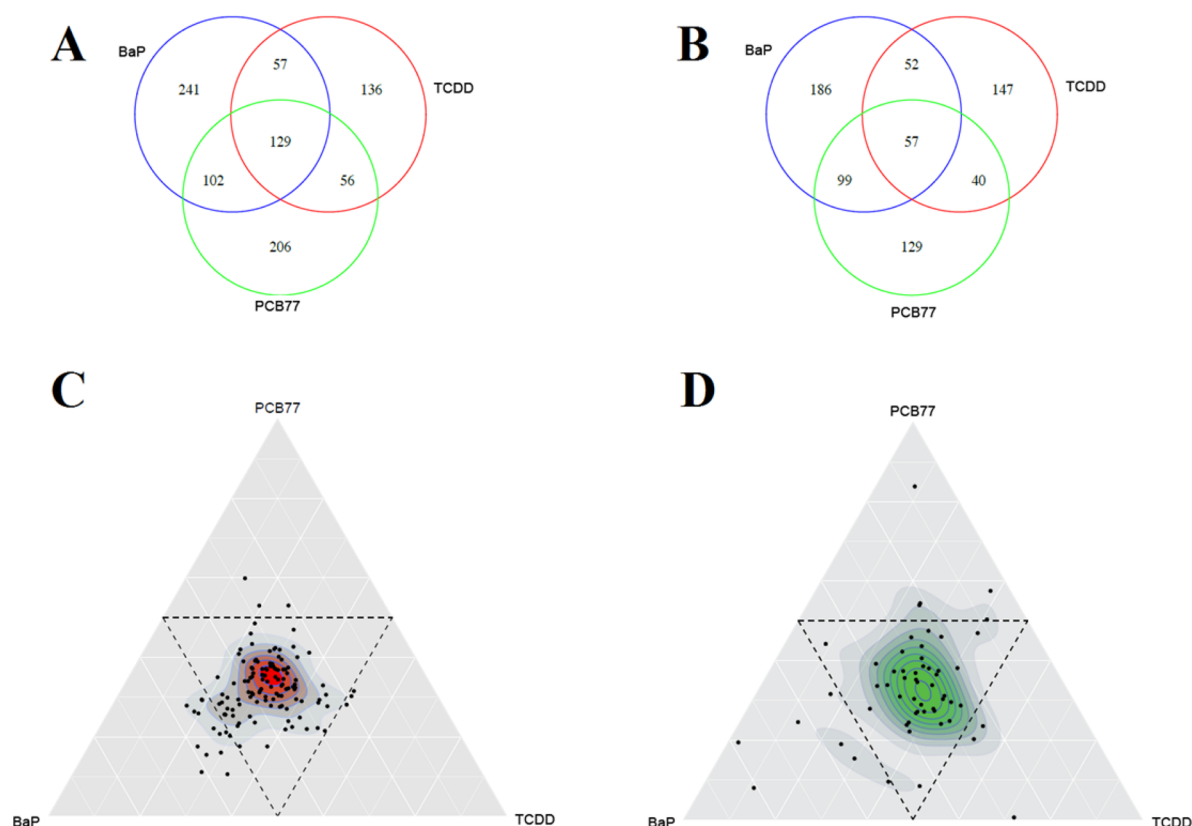 A
BaP
57
241
136
TCDD
129
102
56
206
PCB77
B
BaP
52
186
147
TCDD
57
99
40
129
PCB77
C
PCB77
BaP
TCDD
D
PCB77
BaP
TCDD